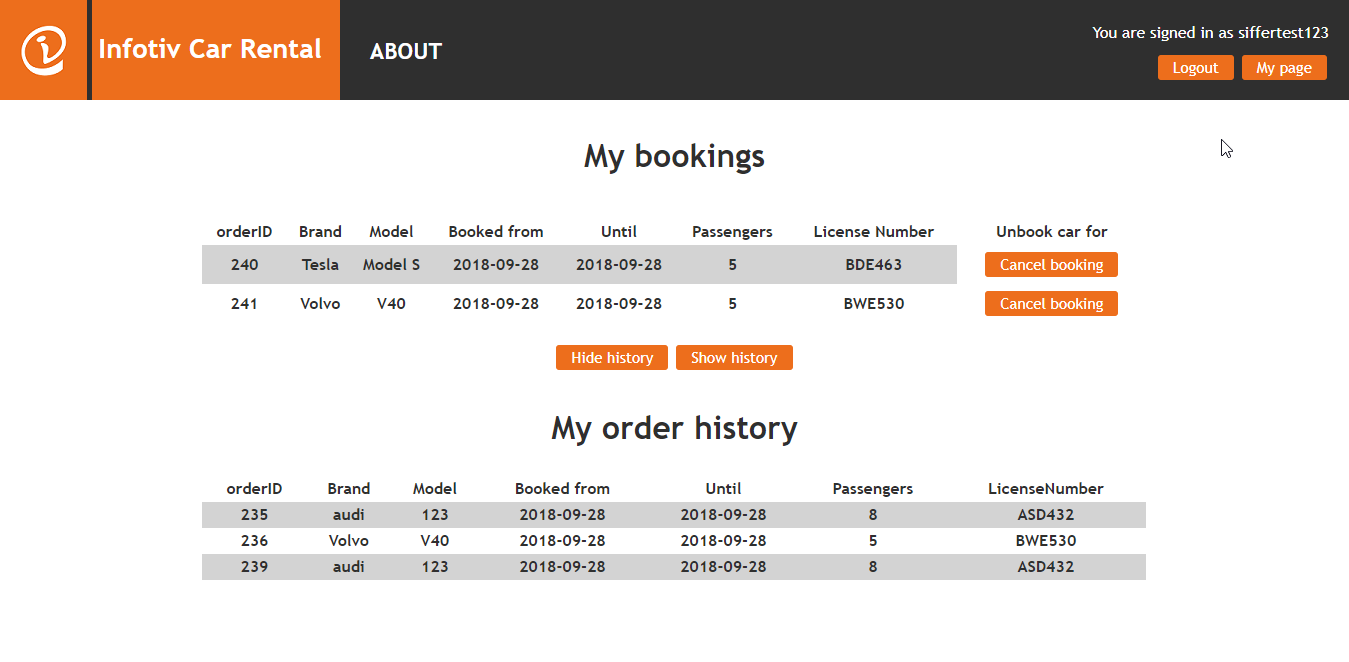 Infotiv Car Rental
ABOUT
You are signed in as siffertest123
Logout My page
My bookings
orderID Brand Model Booked from Until Passengers License Number Unbook car for
240 Tesla Model S 2018-09-28 2018-09-28 5 BDE463 Cancel booking
241 Volvo V40 2018-09-28 2018-09-28 5 BWE530 Cancel booking
Hide history Show history
My order history
orderID Brand Model Booked from Until Passengers LicenseNumber
235 audi 123 2018-09-28 2018-09-28 8 ASD432
236 Volvo V40 2018-09-28 2018-09-28 5 BWE530
239 audi 123 2018-09-28 2018-09-28 8 ASD432